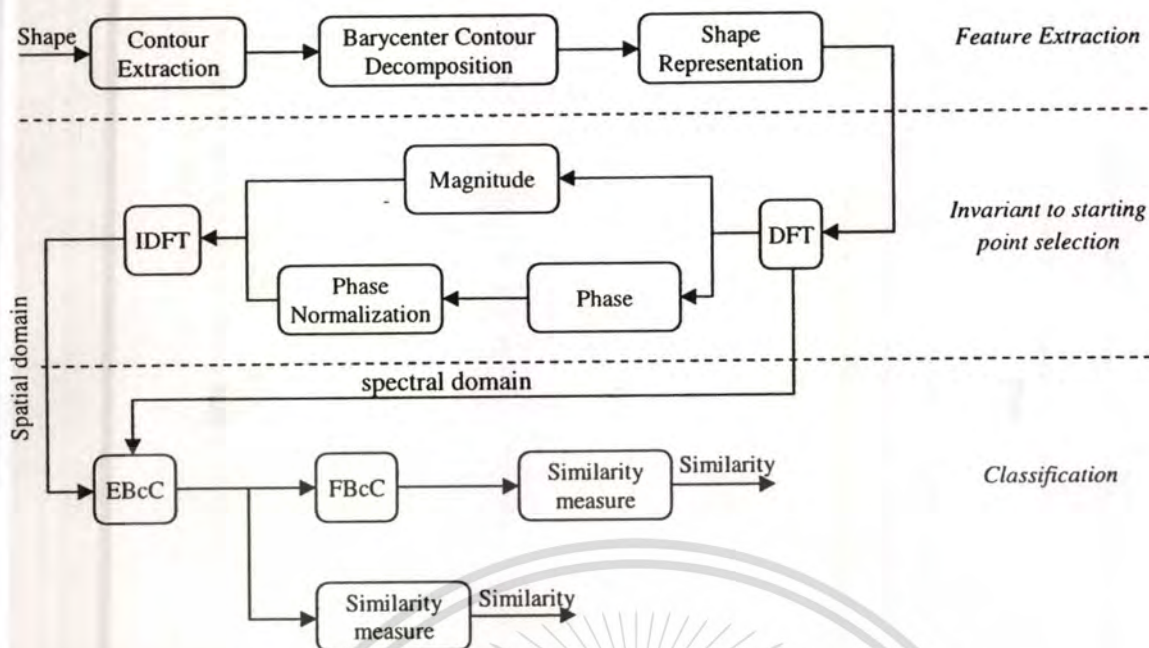 Shape
Contour
Extraction
Barycenter Contour
Decomposition
Shape
Representation
Feature Extraction
Magnitude
IDFT
DFT
Invariant to starting
point selection
Phase
Normalization
Phase
Spatial domain
spectral domain
EBcC
FBcC
Similarity
measure
Similarity
Classification
Similarity
measure
Similarity